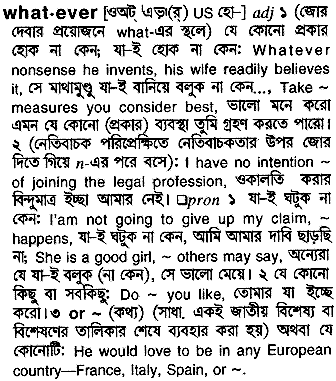 what·ever [ওঅট্ এভ্যা(র্) US হো–] adj ১ (জোর
দেবার প্রয়োজনে what-এর স্থলে) যে কোনো প্রকার
হোক না কেন; যা-ই হোক না কেন: Whatever
nonsense he invents, his wife readily believes
it, সে মাথামুণ্ডু যা-ই বানিয়ে বলুক না কেন..., Take ~
measures you consider best, ভালো মনে করো
এমন যে কোনো (প্রকার) ব্যবস্থা তুমি গ্রহণ করতে পারো।
২ (নেতিবাচক পরিপ্রেক্ষিতে নেতিবাচকতার উপর জোর
দিতে গিয়ে n-এর পরে বসে): I have no intention ~
of joining the legal profession, ওকালতি করার
বিন্দুমাত্র ইচ্ছা আমার নেই। □pron ১ যা-ই ঘটুক না
কেন: I'am not going to give up my claim, ~
happens, যা-ই ঘটুক না কেন, আমি আমার দাবি ছাড়ছি
না; She is a good girl, ~ others may say, অন্যেরা
যে যা-ই বলুক (না কেন), সে ভালো মেয়ে। ২ যে কোনো
কিছু বা সবকিছু: Do ~ you like, তোমার যা ইচ্ছে
করো।৩ or ~ (কথ্য) (সাধা. একই জাতীয় বিশেষ্য বা
বিশেষণের তালিকার শেষে ব্যবহার করা হয়) অথবা যে
কোনোটি: He would love to be in any European
country—France, Italy, Spain, or ~.